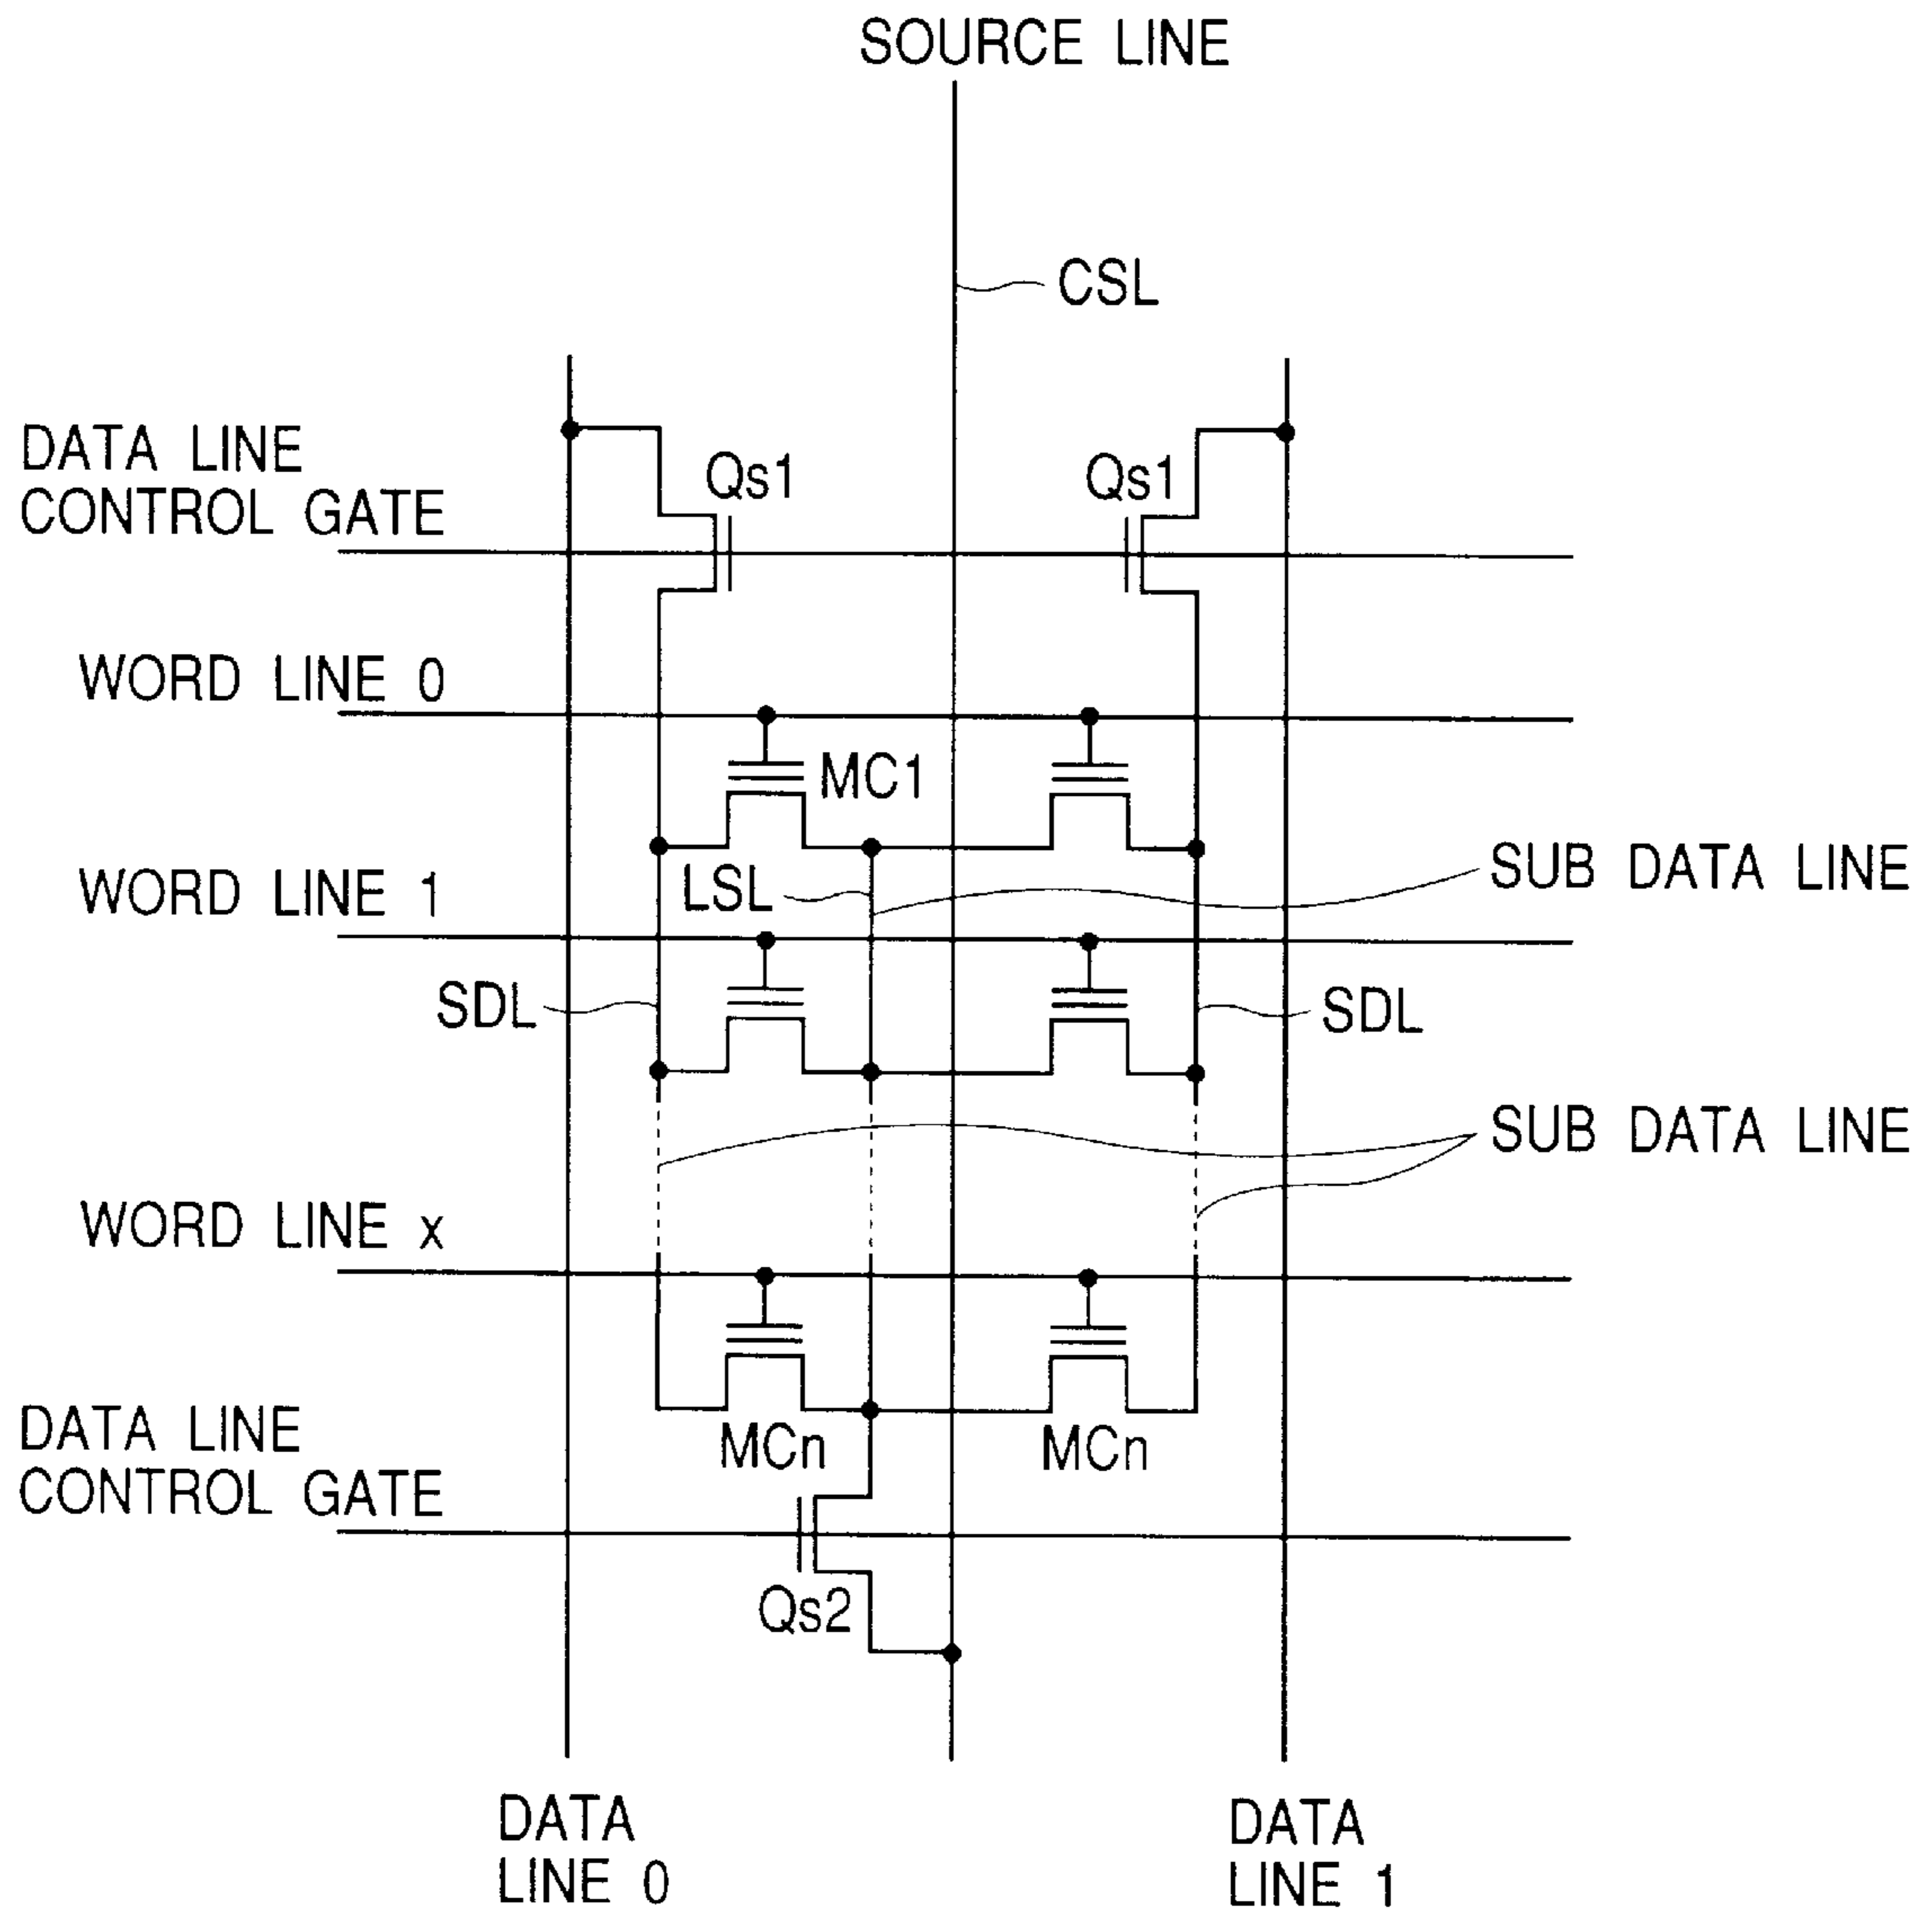 SOURCE LINE
CSL
DATA LINE
CONTROL GATE
Qs1
Qs1
WORD LINE 0
MC1
WORD LINE 1
LSL
SUB DATA LINE
SDL
SDL
SUB DATA LINE
WORD LINE x
MCn
MCn
DATA LINE
CONTROL GATE
Qs2
DATA
LINE 0
DATA
LINE 1